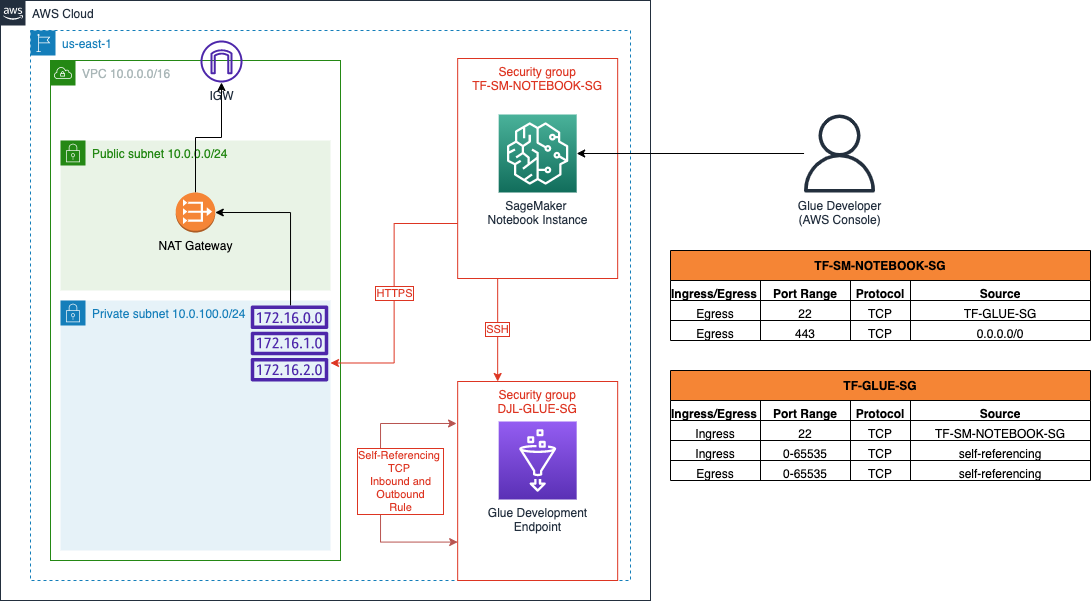 aws
AWS Cloud
us-east-1
VPC 10.0.0.0/16
IGW
Public subnet 10.0.0.0/24
NAT Gateway
Private subnet 10.0.100.0/24
172.16.0.0
172.16.1.0
172.16.2.0
HTTPS
Security group
TF-SM-NOTEBOOK-SG
SageMaker
Notebook Instance
SSH
Security group
DJL-GLUE-SG
Glue Development
Endpoint
Self-Referencing
TCP
Inbound and
Outbound
Rule
Glue Developer
(AWS Console)
TF-SM-NOTEBOOK-SG
Ingress/Egress Port Range Protocol Source
Egress 22 TCP TF-GLUE-SG
Egress 443 TCP 0.0.0.0/0
TF-GLUE-SG
Ingress/Egress Port Range Protocol Source
Ingress 22 TCP TF-SM-NOTEBOOK-SG
Ingress 0-65535 TCP self-referencing
Egress 0-65535 TCP self-referencing